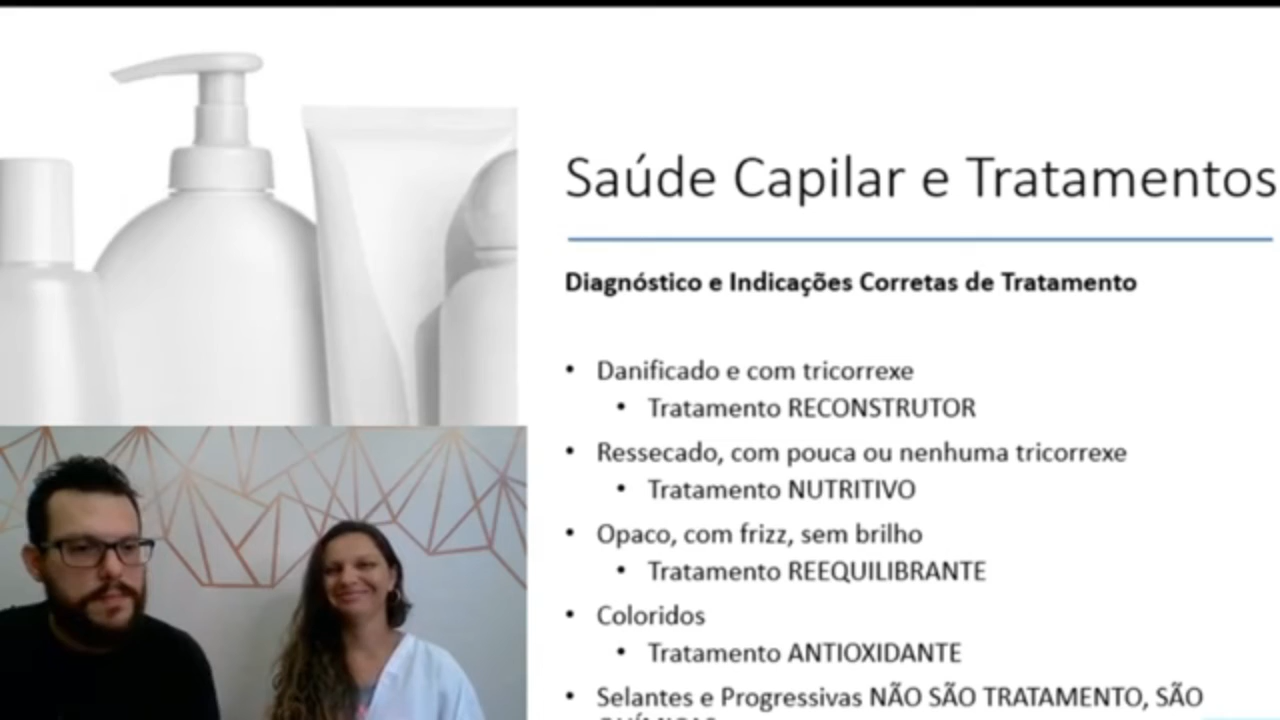 Saúde Capilar e Tratamentos
Diagnóstico e Indicações Corretas de Tratamento
• Danificado e com tricorrexe
• Tratamento RECONSTRUTOR
• Ressecado, com pouca ou nenhuma tricorrexe
• Tratamento NUTRITIVO
• Opaco, com frizz, sem brilho
• Tratamento REEQUILIBRANTE
• Coloridos
• Tratamento ANTIOXIDANTE
• Selantes e Progressivas NÃO SÃO TRATAMENTO, SÃO